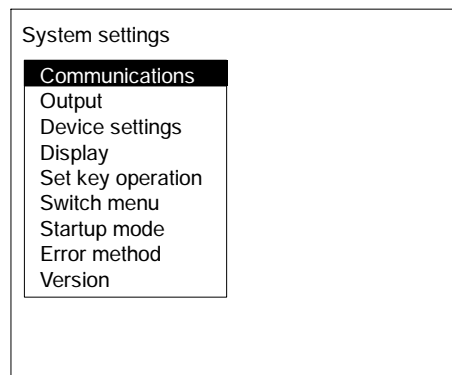 System settings
Communications
Output
Device settings
Display
Set key operation
Switch menu
Startup mode
Error method
Version